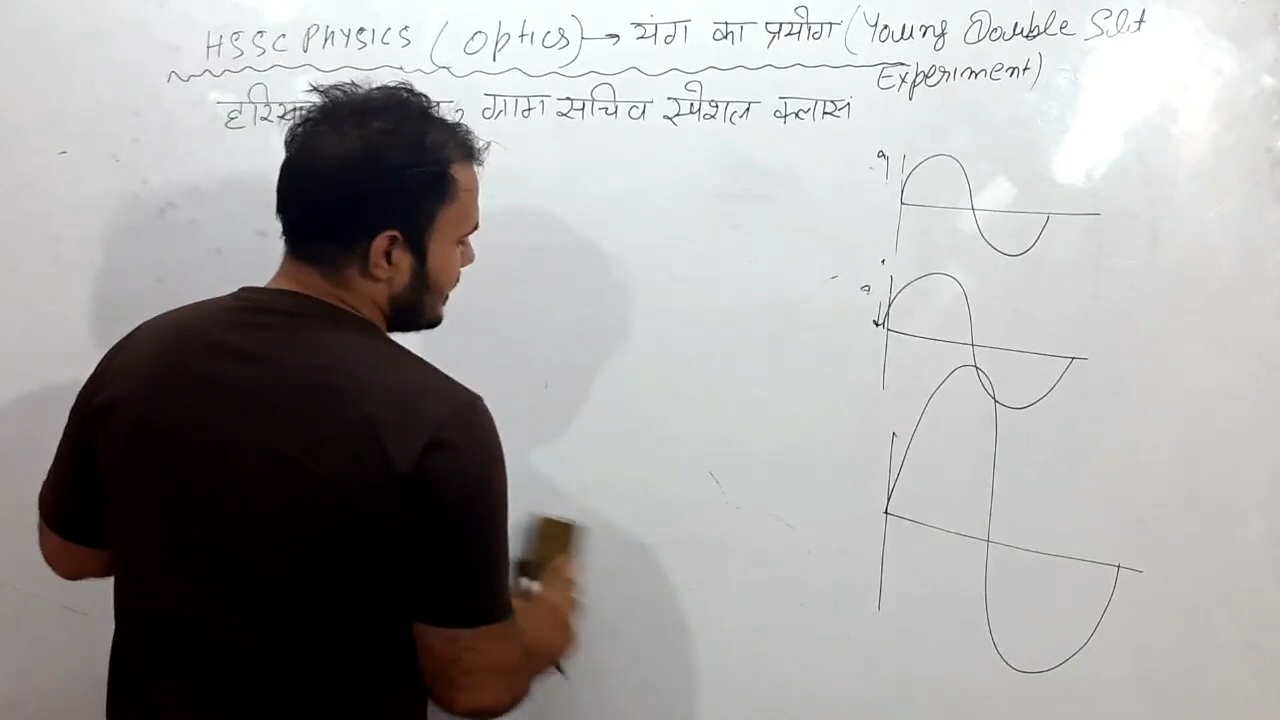 HSSC PHYSICS (Optics) → यंग का प्रयोग (Young Double Slit
Experiment)
ग्राम सचिव स्पेशल क्लास
a
a